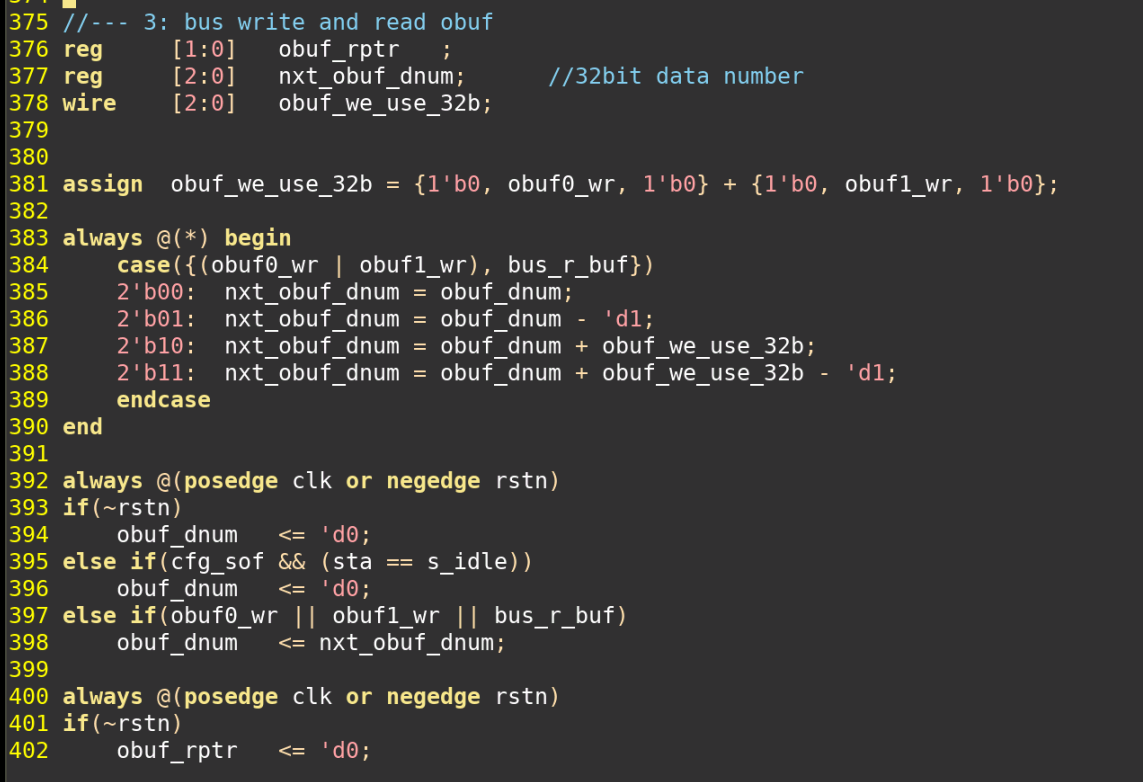 375 //--- 3: bus write and read obuf
376 reg     [1:0]   obuf_rptr   ;
377 reg     [2:0]   nxt_obuf_dnum;      //32bit data number
378 wire    [2:0]   obuf_we_use_32b;
379
380
381 assign  obuf_we_use_32b = {1'b0, obuf0_wr, 1'b0} + {1'b0, obuf1_wr, 1'b0};
382
383 always @(*) begin
384     case({(obuf0_wr | obuf1_wr), bus_r_buf})
385     2'b00:  nxt_obuf_dnum = obuf_dnum;
386     2'b01:  nxt_obuf_dnum = obuf_dnum - 'd1;
387     2'b10:  nxt_obuf_dnum = obuf_dnum + obuf_we_use_32b;
388     2'b11:  nxt_obuf_dnum = obuf_dnum + obuf_we_use_32b - 'd1;
389     endcase
390 end
391
392 always @(posedge clk or negedge rstn)
393 if(~rstn)
394     obuf_dnum   <= 'd0;
395 else if(cfg_sof && (sta == s_idle))
396     obuf_dnum   <= 'd0;
397 else if(obuf0_wr || obuf1_wr || bus_r_buf)
398     obuf_dnum   <= nxt_obuf_dnum;
399
400 always @(posedge clk or negedge rstn)
401 if(~rstn)
402     obuf_rptr   <= 'd0;